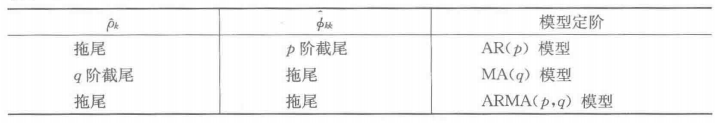 ρ̂k φ̂kk 模型定阶
拖尾 p 阶截尾 AR(p) 模型
q 阶截尾 拖尾 MA(q) 模型
拖尾 拖尾 ARMA(p,q) 模型